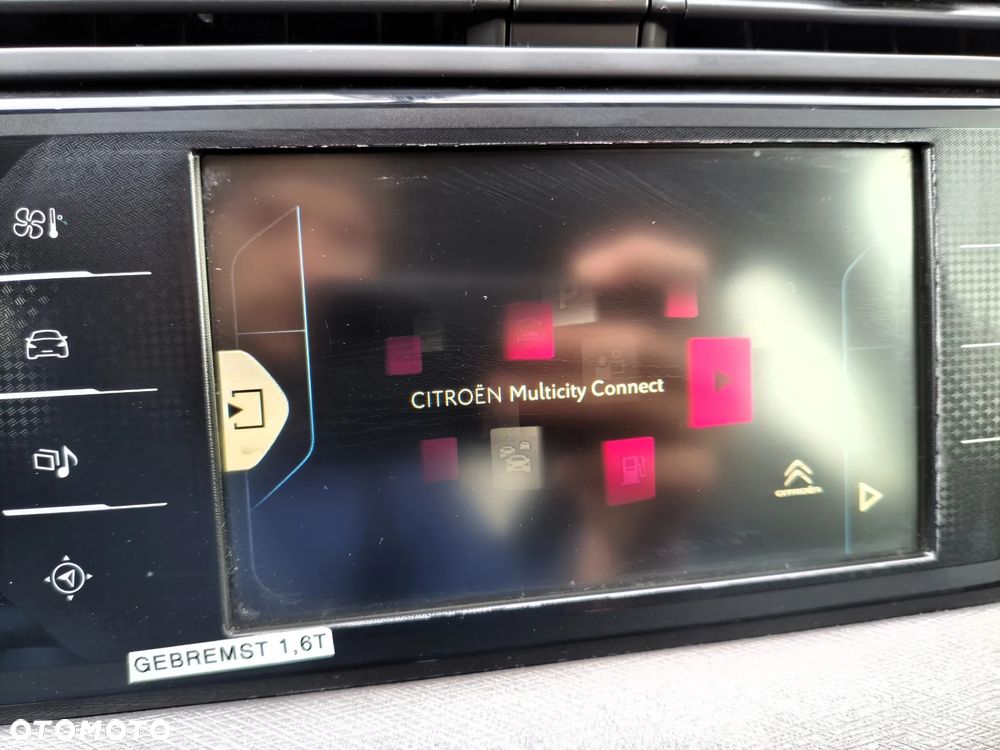 P
CITROËN Multicity Connect
CITROËN
GEBREMST 1,6T
OTOMOTO